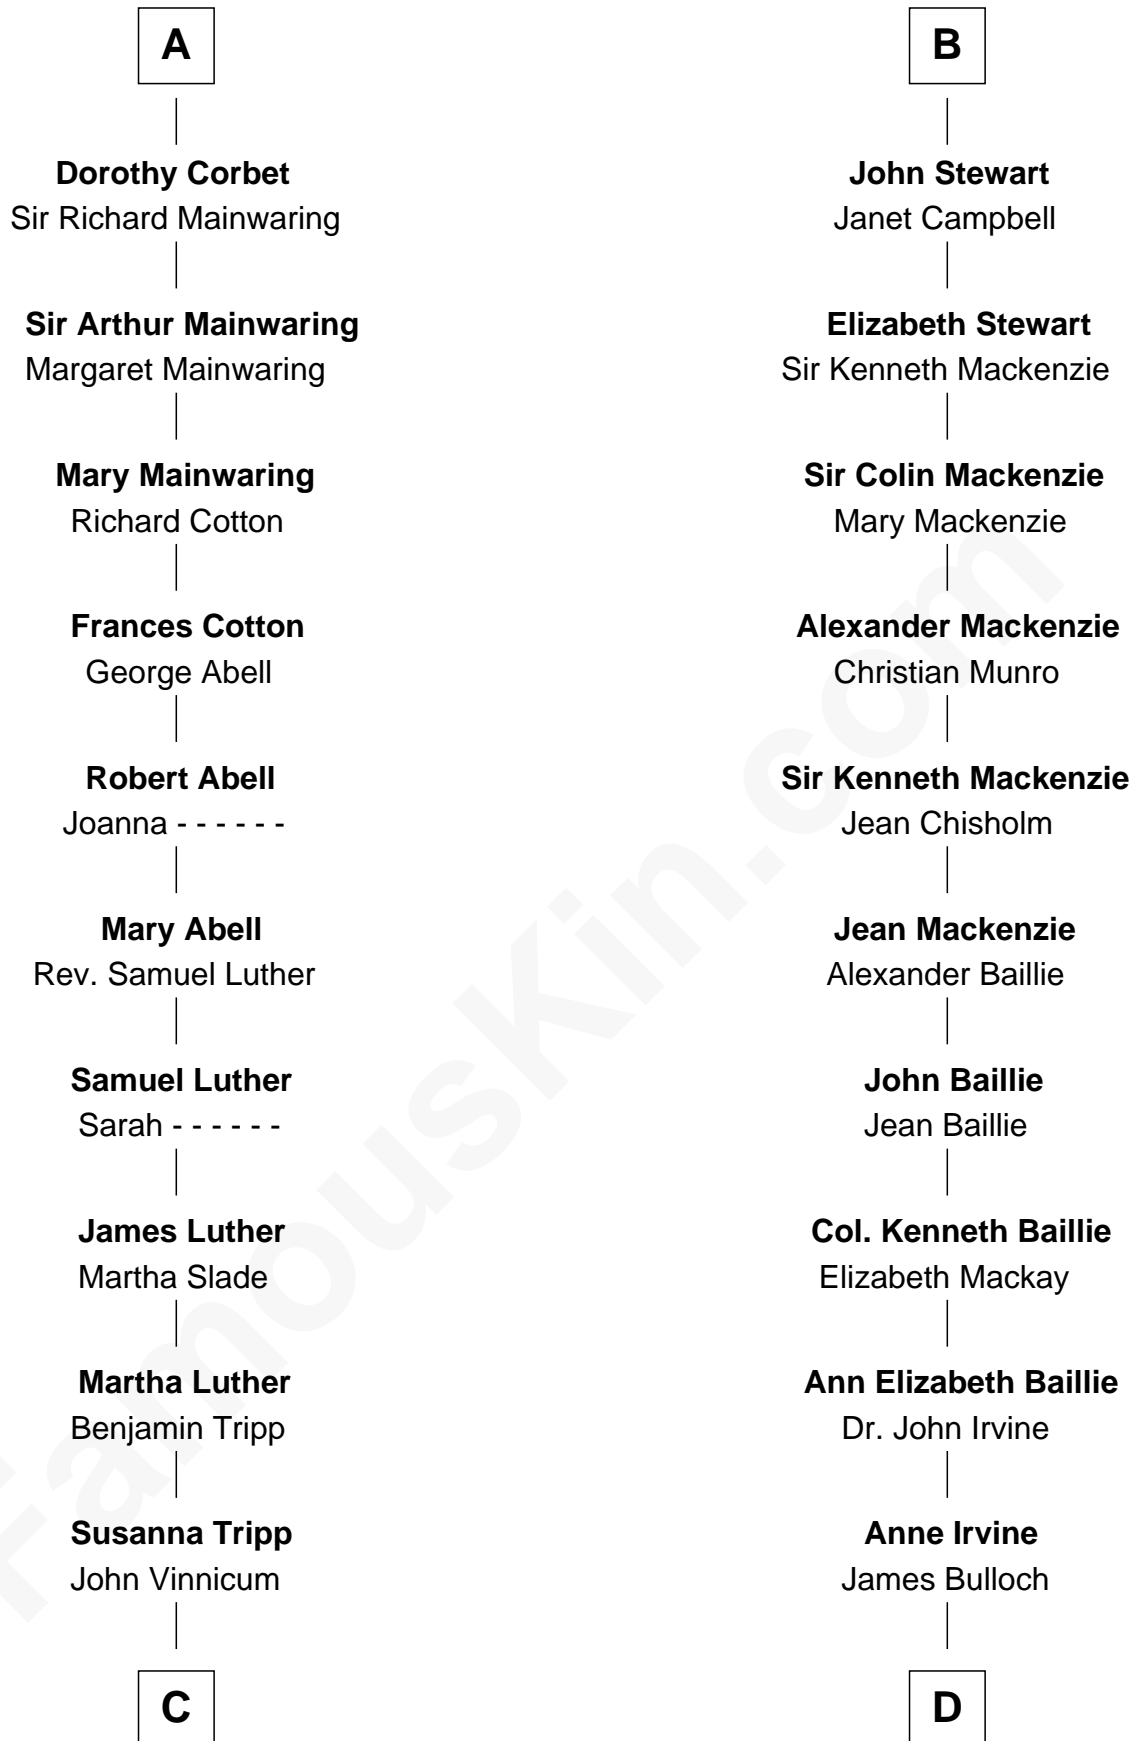 A
Dorothy Corbet
Sir Richard Mainwaring
Sir Arthur Mainwaring
Margaret Mainwaring
Mary Mainwaring
Richard Cotton
Frances Cotton
George Abell
Robert Abell
Joanna - - - - - -
Mary Abell
Rev. Samuel Luther
Samuel Luther
Sarah - - - - - -
James Luther
Martha Slade
Martha Luther
Benjamin Tripp
Susanna Tripp
John Vinnicum
C
B
John Stewart
Janet Campbell
Elizabeth Stewart
Sir Kenneth Mackenzie
Sir Colin Mackenzie
Mary Mackenzie
Alexander Mackenzie
Christian Munro
Sir Kenneth Mackenzie
Jean Chisholm
Jean Mackenzie
Alexander Baillie
John Baillie
Jean Baillie
Col. Kenneth Baillie
Elizabeth Mackay
Ann Elizabeth Baillie
Dr. John Irvine
Anne Irvine
James Bulloch
D
FamousKin.com